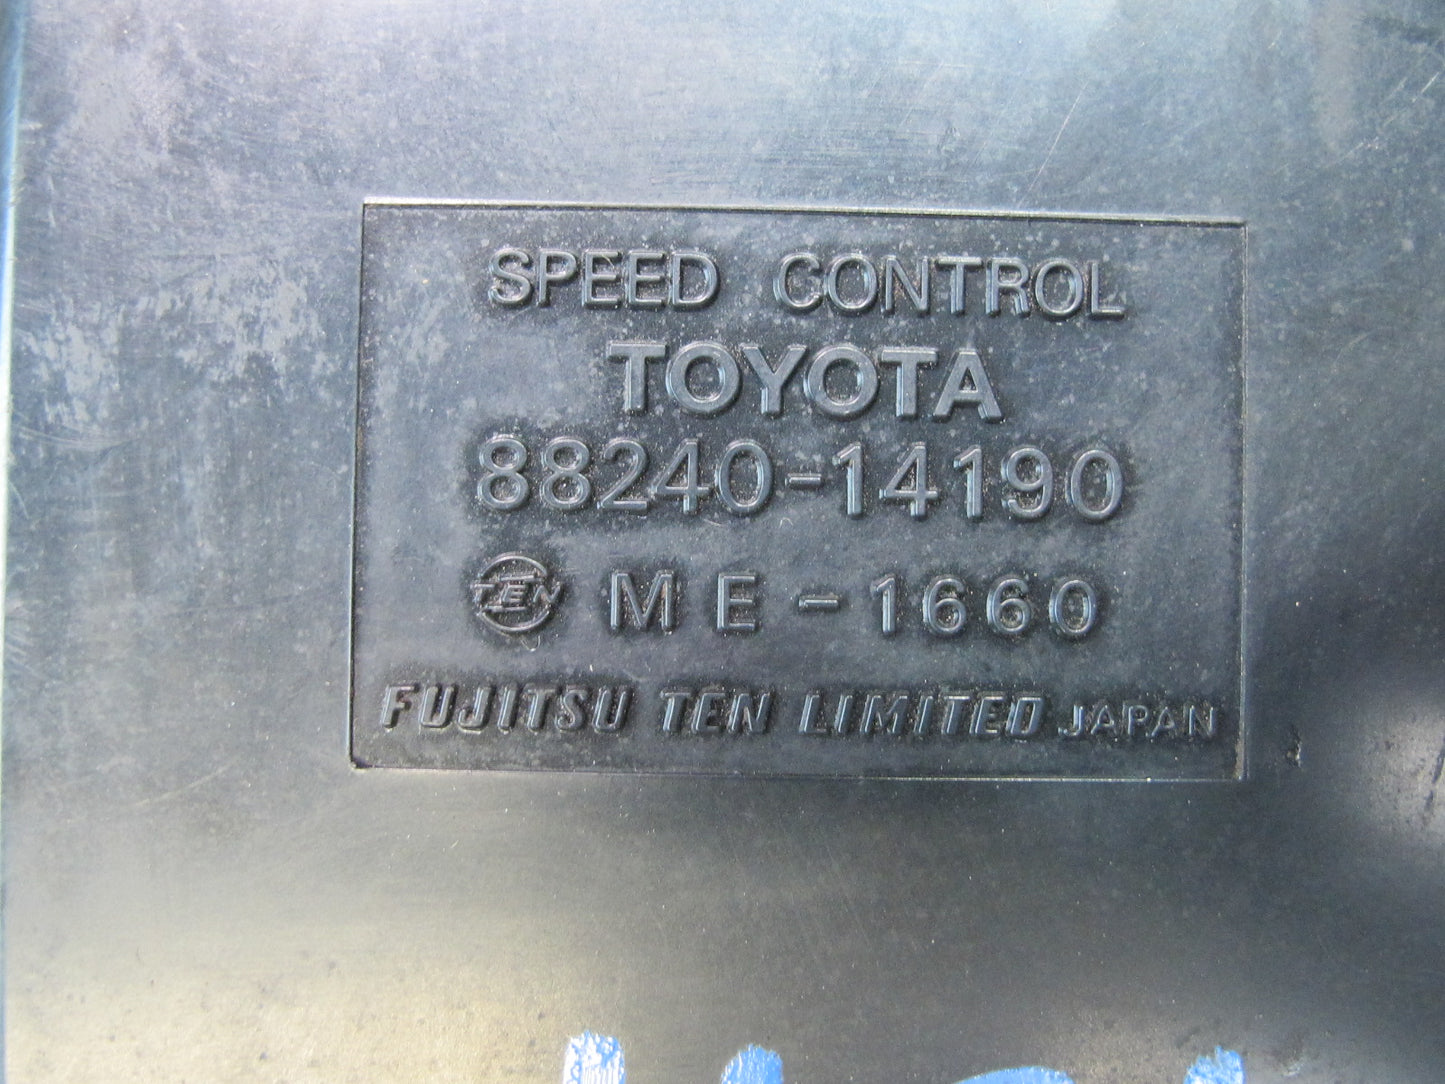 SPEED CONTROL
TOYOTA
88240-14190
TEN ME-1660
FUJITSU TEN LIMITED JAPAN